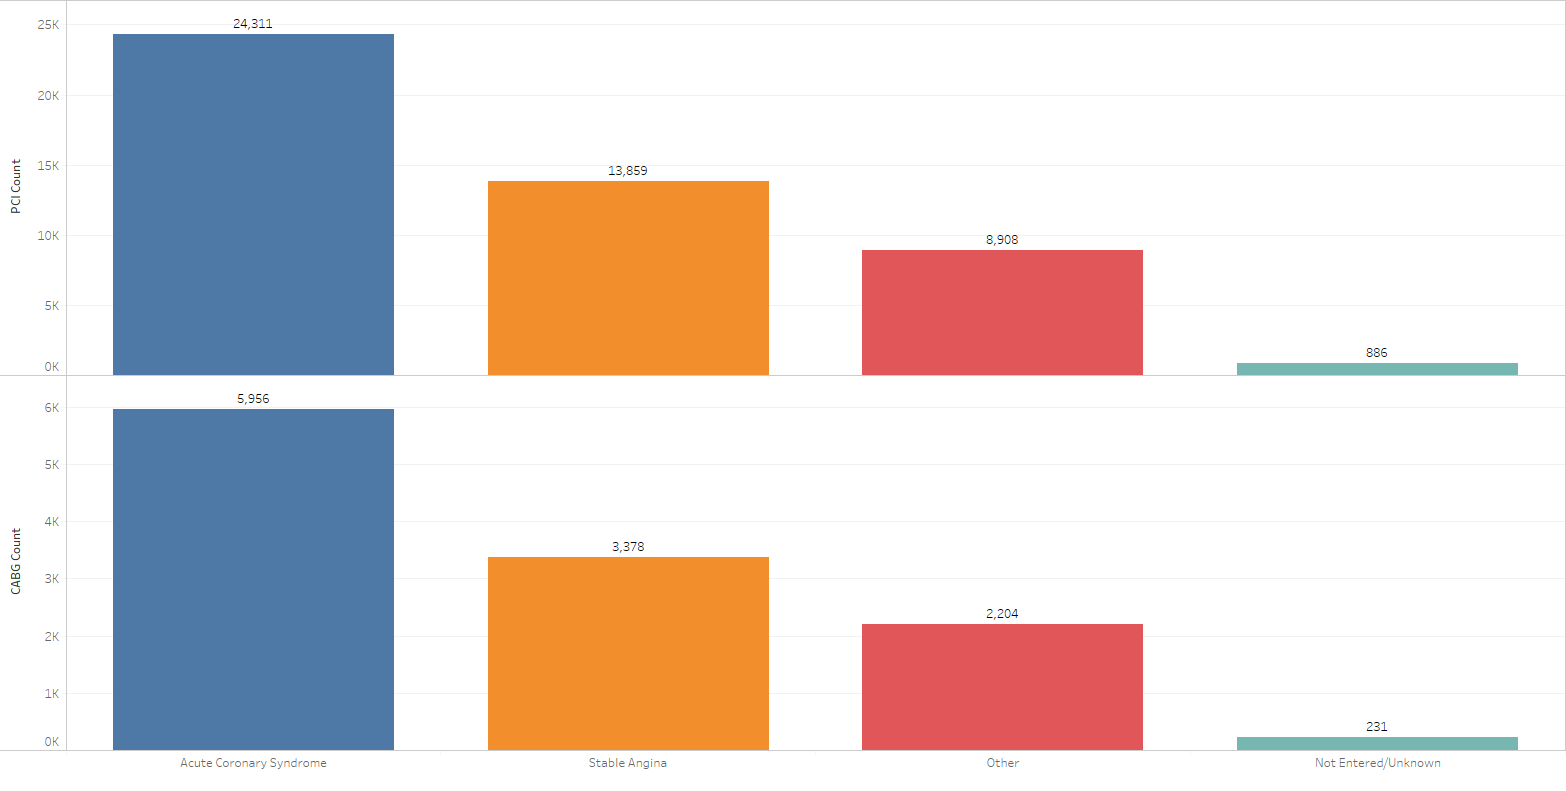 PCI Count
25K
20K
15K
10K
5K
0K
24,311
13,859
8,908
886
CABG Count
6K
5K
4K
3K
2K
1K
0K
5,956
3,378
2,204
231
Acute Coronary Syndrome
Stable Angina
Other
Not Entered/Unknown